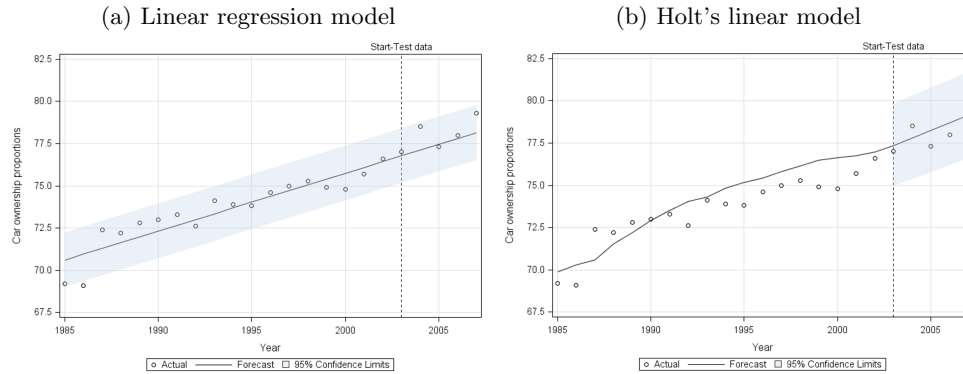 (a) Linear regression model
Start-Test data
82.5
80.0
77.5
75.0
72.5
70.0
67.5
Car ownership proportions
1985 1990 1995 2000 2005
Year
Actual Forecast 95% Confidence Limits
(b) Holt's linear model
Start-Test data
82.5
80.0
77.5
75.0
72.5
70.0
67.5
Car ownership proportions
1985 1990 1995 2000 2005
Year
Actual Forecast 95% Confidence Limits